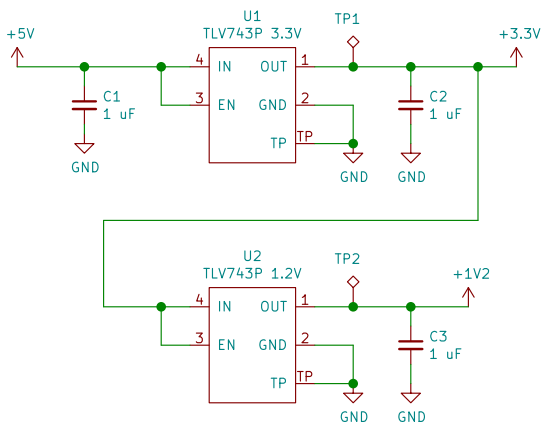 U1
TLV743P 3.3V
TP1
+5V
+3.3V
4 IN OUT 1
3 EN GND 2
TP TP
C1
1 uF
C2
1 uF
GND
GND
GND
U2
TLV743P 1.2V
TP2
+1V2
4 IN OUT 1
3 EN GND 2
TP TP
C3
1 uF
GND
GND